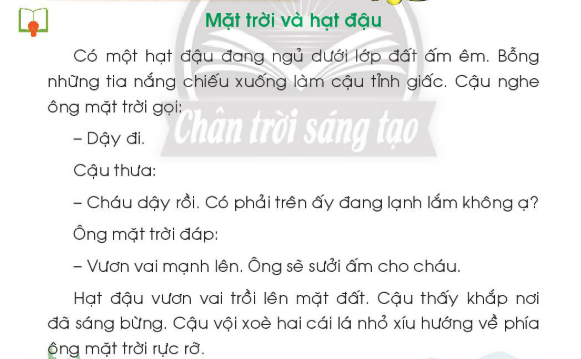 Mặt trời và hạt đậu
Có một hạt đậu đang ngủ dưới lớp đất ấm êm. Bỗng
những tia nắng chiếu xuống làm cậu tỉnh giấc. Cậu nghe
ông mặt trời gọi:
– Dậy đi.
Chân trời sáng tạo
Cậu thưa:
– Cháu dậy rồi. Có phải trên ấy đang lạnh lắm không ạ?
Ông mặt trời đáp:
– Vươn vai mạnh lên. Ông sẽ sưởi ấm cho cháu.
Hạt đậu vươn vai trồi lên mặt đất. Cậu thấy khắp nơi
đã sáng bừng. Cậu vội xoè hai cái lá nhỏ xíu hướng về phía
ông mặt trời rực rỡ.